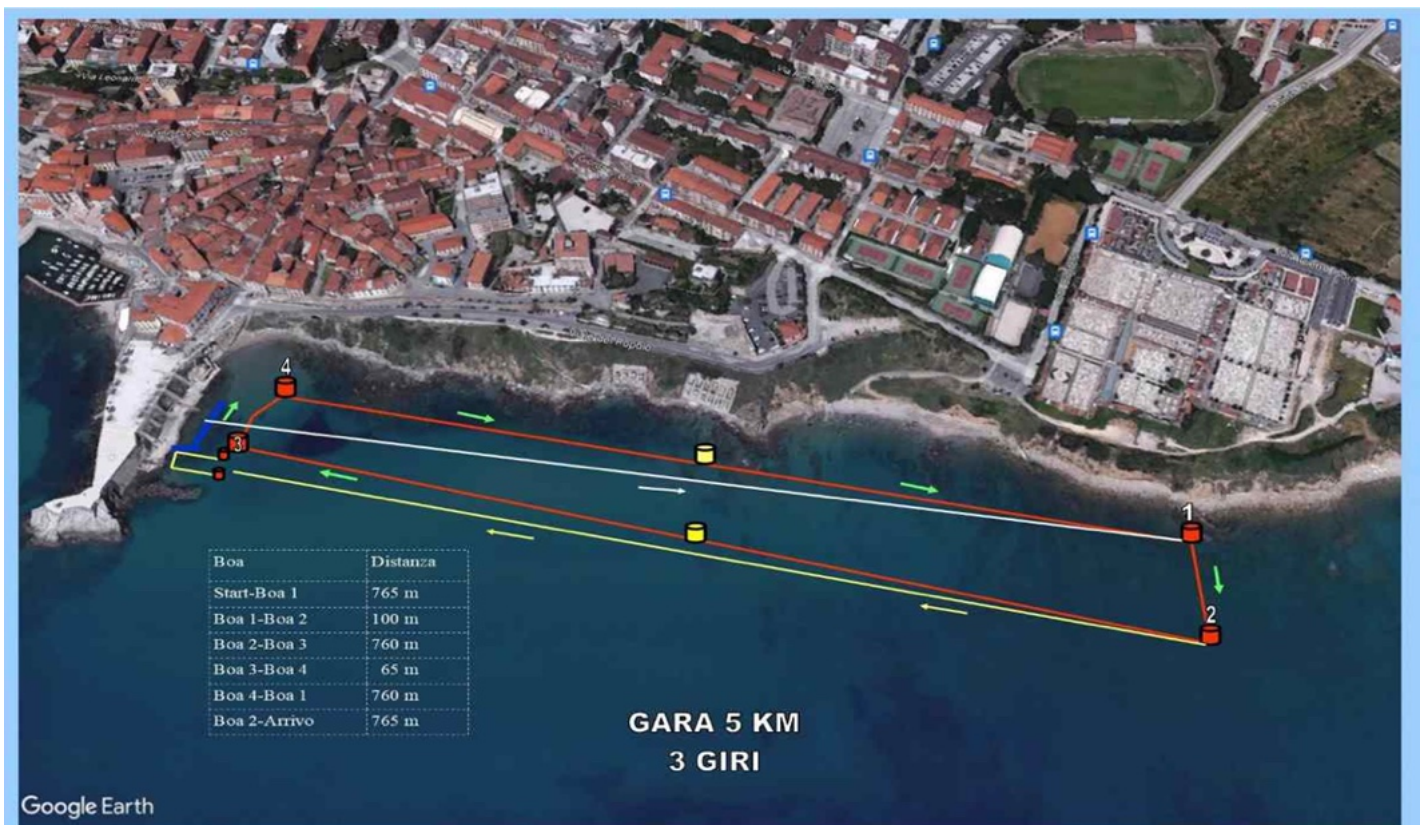 4
3
1
2
Boa Distanza
Start-Boa 1 765 m
Boa 1-Boa 2 100 m
Boa 2-Boa 3 760 m
Boa 3-Boa 4 65 m
Boa 4-Boa 1 760 m
Boa 2-Arrivo 765 m
GARA 5 KM
3 GIRI
Google Earth